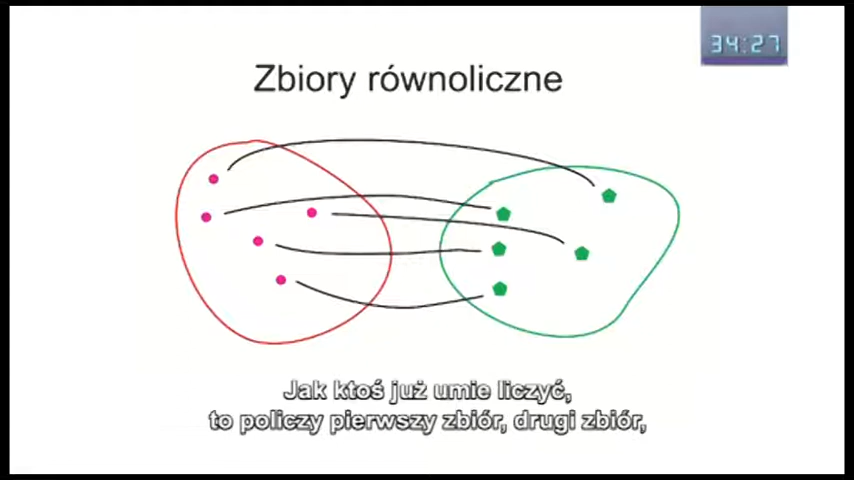 34:27
Zbiory równoliczne
Jak ktoś już umie liczyć,
to policzy pierwszy zbiór, drugi zbiór,